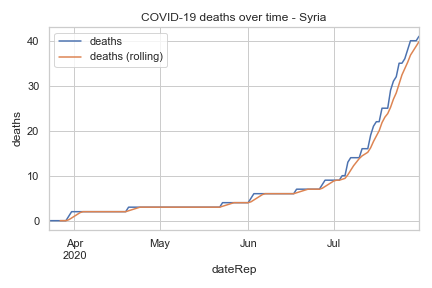 COVID-19 deaths over time - Syria
deaths
deaths (rolling)
deaths
40
30
20
10
0
Apr
2020
May
Jun
Jul
dateRep